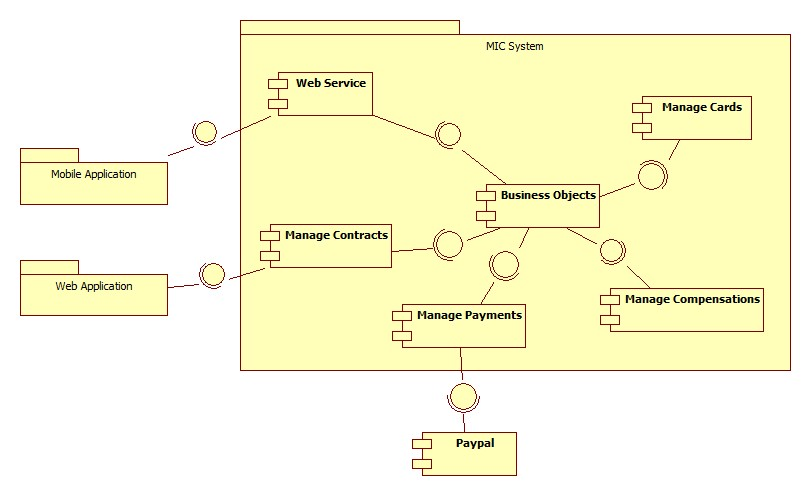 MIC System
Web Service
Manage Cards
Mobile Application
Business Objects
Manage Contracts
Web Application
Manage Payments
Manage Compensations
Paypal